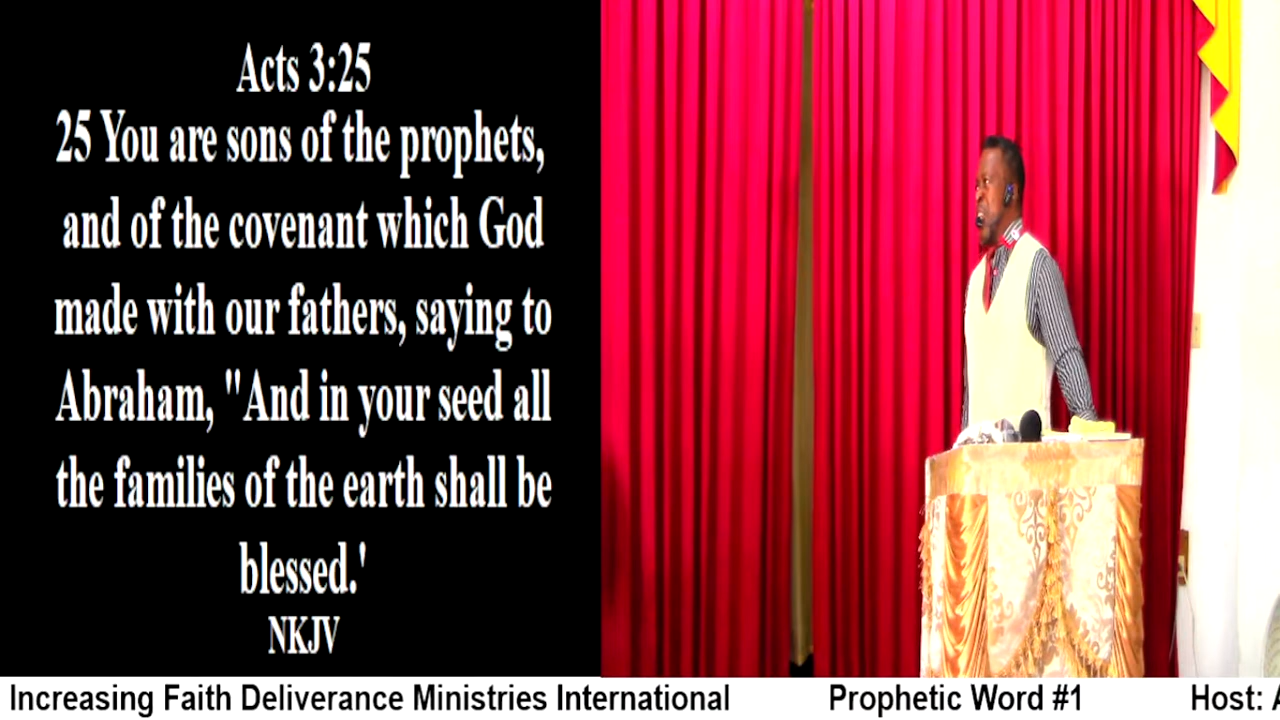 Acts 3:25
25 You are sons of the prophets,
and of the covenant which God
made with our fathers, saying to
Abraham, "And in your seed all
the families of the earth shall be
blessed.'
NKJV
Increasing Faith Deliverance Ministries International Prophetic Word #1 Host: